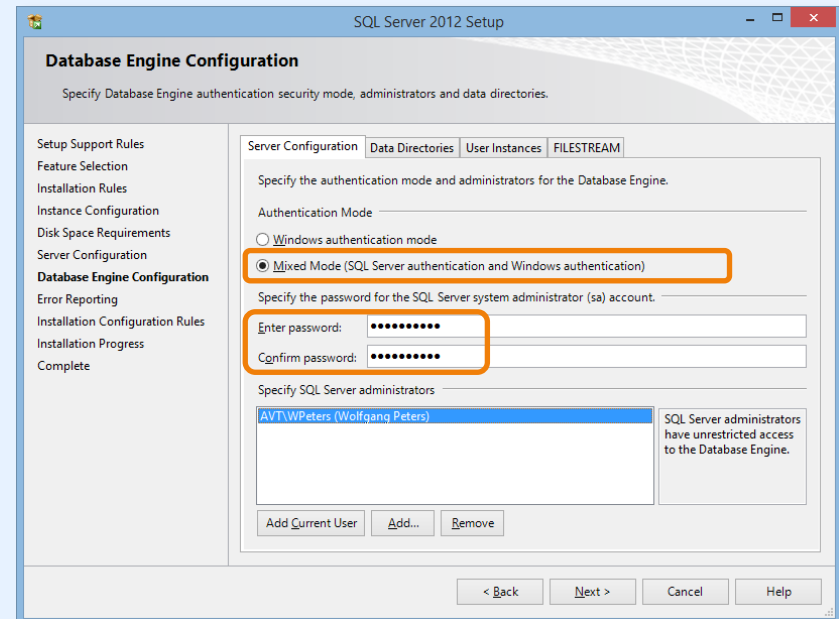 SQL Server 2012 Setup
Database Engine Configuration
Specify Database Engine authentication security mode, administrators and data directories.
Setup Support Rules
Feature Selection
Installation Rules
Instance Configuration
Disk Space Requirements
Server Configuration
Database Engine Configuration
Error Reporting
Installation Configuration Rules
Installation Progress
Complete
Server Configuration Data Directories User Instances FILESTREAM
Specify the authentication mode and administrators for the Database Engine.
Authentication Mode
Windows authentication mode
Mixed Mode (SQL Server authentication and Windows authentication)
Specify the password for the SQL Server system administrator (sa) account.
Enter password: ●●●●●●●●●●
Confirm password: ●●●●●●●●●●
Specify SQL Server administrators
AVT\WPeters (Wolfgang Peters)
SQL Server administrators
have unrestricted access
to the Database Engine.
Add Current User Add... Remove
< Back Next > Cancel Help